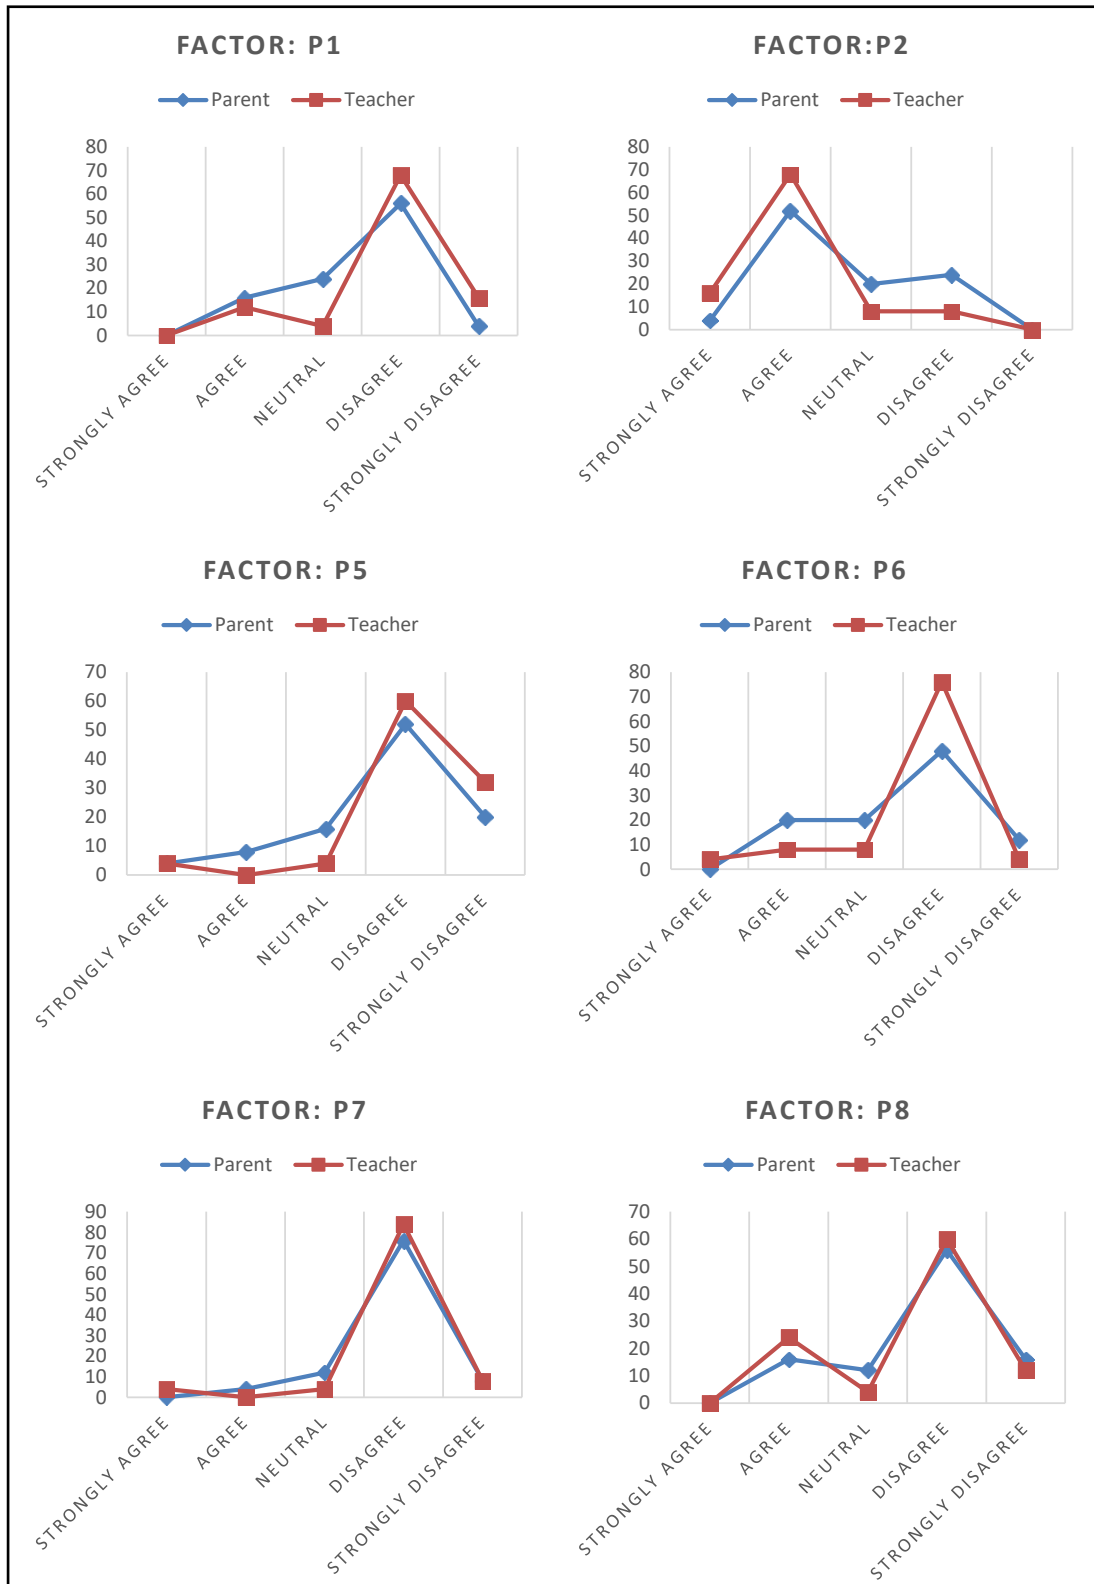 FACTOR: P1
Parent Teacher
80
70
60
50
40
30
20
10
0
STRONGLY AGREE
AGREE
NEUTRAL
DISAGREE
STRONGLY DISAGREE
FACTOR:P2
Parent Teacher
80
70
60
50
40
30
20
10
0
STRONGLY AGREE
AGREE
NEUTRAL
DISAGREE
STRONGLY DISAGREE
FACTOR: P5
Parent Teacher
70
60
50
40
30
20
10
0
STRONGLY AGREE
AGREE
NEUTRAL
DISAGREE
STRONGLY DISAGREE
FACTOR: P6
Parent Teacher
80
70
60
50
40
30
20
10
0
STRONGLY AGREE
AGREE
NEUTRAL
DISAGREE
STRONGLY DISAGREE
FACTOR: P7
Parent Teacher
90
80
70
60
50
40
30
20
10
0
STRONGLY AGREE
AGREE
NEUTRAL
DISAGREE
STRONGLY DISAGREE
FACTOR: P8
Parent Teacher
70
60
50
40
30
20
10
0
STRONGLY AGREE
AGREE
NEUTRAL
DISAGREE
STRONGLY DISAGREE